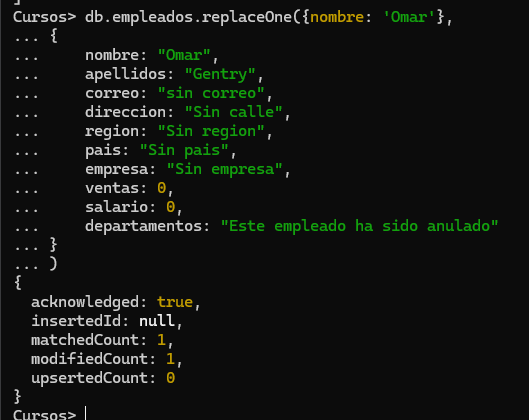 Cursos> db.empleados.replaceOne({nombre: 'Omar'},
... {
...     nombre: "Omar",
...     apellidos: "Gentry",
...     correo: "sin correo",
...     direccion: "Sin calle",
...     region: "Sin region",
...     pais: "Sin pais",
...     empresa: "Sin empresa",
...     ventas: 0,
...     salario: 0,
...     departamentos: "Este empleado ha sido anulado"
... }
... )
{
  acknowledged: true,
  insertedId: null,
  matchedCount: 1,
  modifiedCount: 1,
  upsertedCount: 0
}
Cursos>